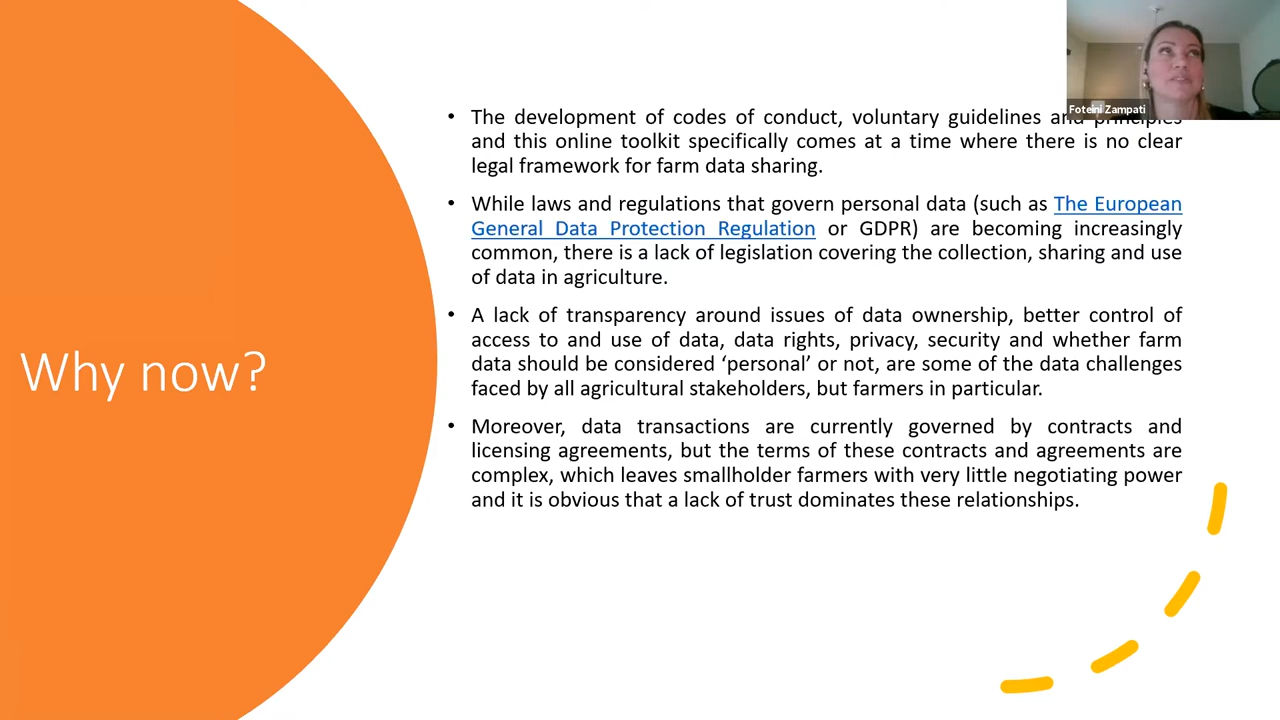 Foteini Zampati
• The development of codes of conduct, voluntary guidelines and principles
and this online toolkit specifically comes at a time where there is no clear
legal framework for farm data sharing.
• While laws and regulations that govern personal data (such as The European
General Data Protection Regulation or GDPR) are becoming increasingly
common, there is a lack of legislation covering the collection, sharing and use
of data in agriculture.
• A lack of transparency around issues of data ownership, better control of
access to and use of data, data rights, privacy, security and whether farm
data should be considered ‘personal’ or not, are some of the data challenges
faced by all agricultural stakeholders, but farmers in particular.
• Moreover, data transactions are currently governed by contracts and
licensing agreements, but the terms of these contracts and agreements are
complex, which leaves smallholder farmers with very little negotiating power
and it is obvious that a lack of trust dominates these relationships.
Why now?